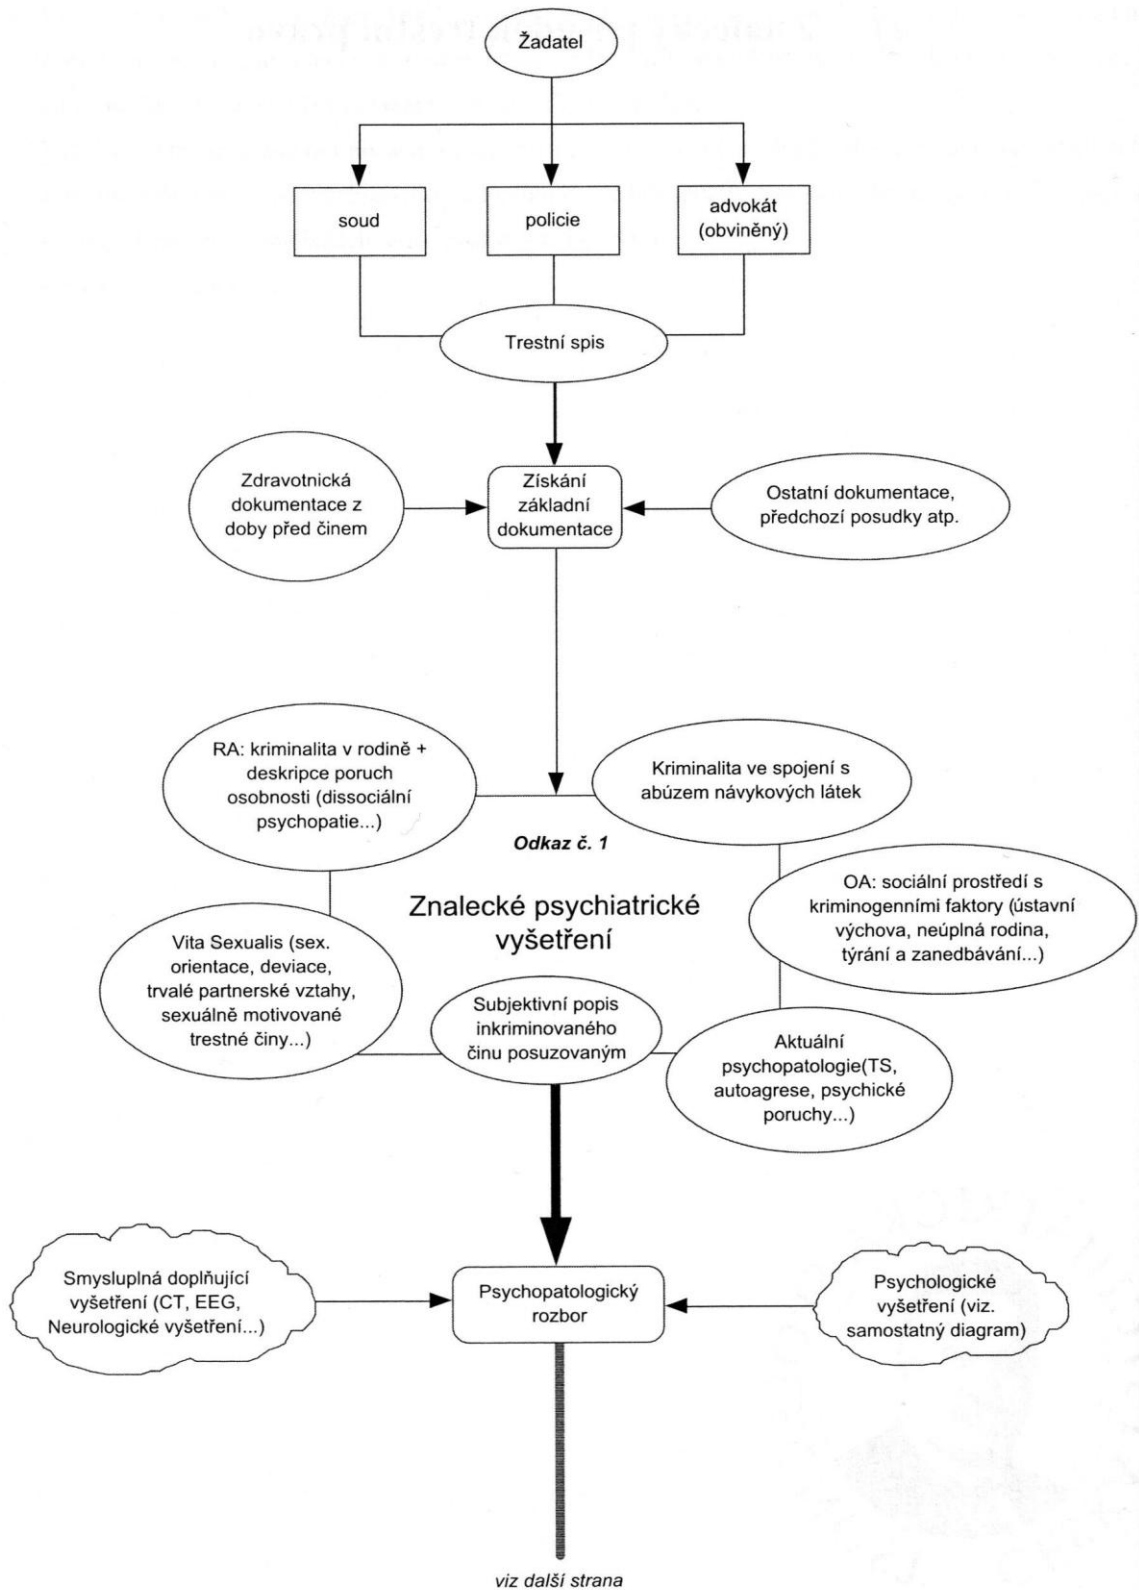 Žadatel
soud
policie
advokát
(obviněný)
Trestní spis
Zdravotnická
dokumentace z
doby před činem
Získání
základní
dokumentace
Ostatní dokumentace,
předchozí posudky atp.
RA: kriminalita v rodině +
deskripce poruch
osobnosti (dissociální
psychopatie...)
Kriminalita ve spojení s
abúzem návykových látek
Odkaz č. 1
Znalecké psychiatrické
vyšetření
OA: sociální prostředí s
kriminogenními faktory (ústavní
výchova, neúplná rodina,
týrání a zanedbávání...)
Vita Sexualis (sex.
orientace, deviace,
trvalé partnerské vztahy,
sexuálně motivované
trestné činy...)
Subjektivní popis
inkriminovaného
činu posuzovaným
Aktuální
psychopatologie(TS,
autoagrese, psychické
poruchy...)
Smysluplná doplňující
vyšetření (CT, EEG,
Neurologické vyšetření...)
Psychopatologický
rozbor
Psychologické
vyšetření (viz.
samostatný diagram)
viz další strana